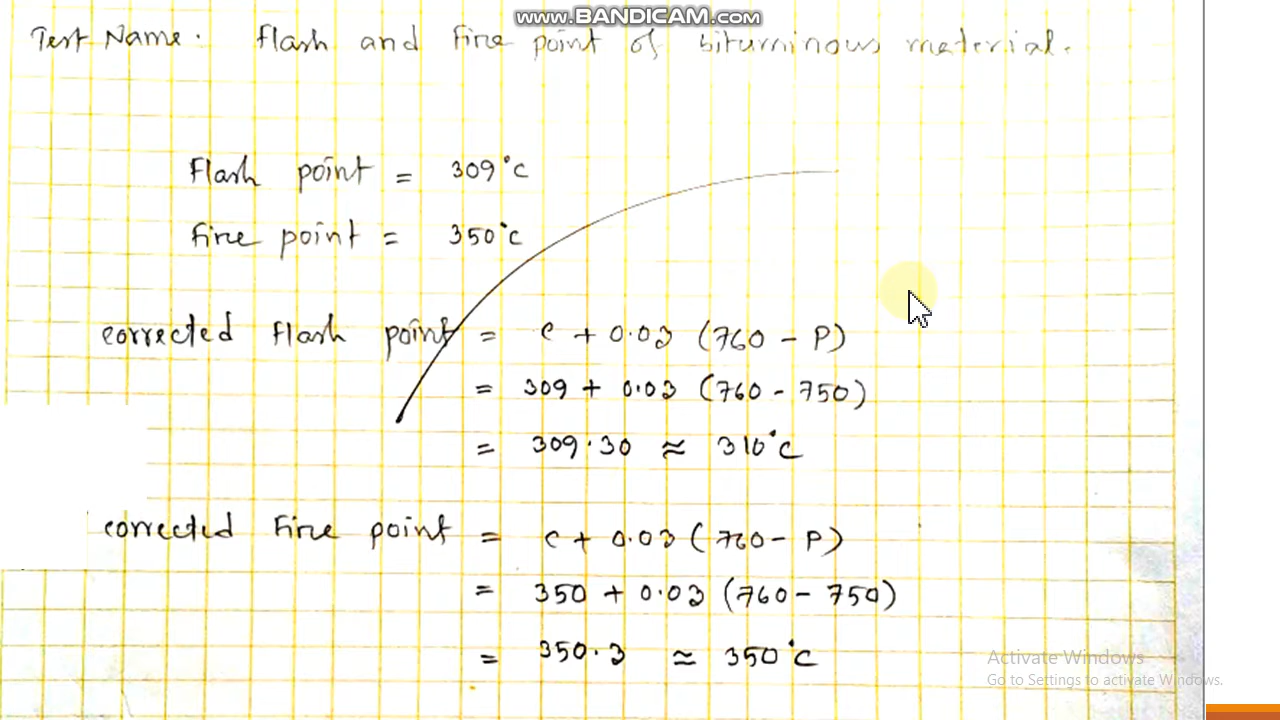 WWW.BANDICAM.COM
Test Name: Flash and Fire point of bituminous material.
Flash point = 309°C
Fire point = 350°C
corrected Flash point = c + 0.03 (760 - P)
= 309 + 0.03 (760 - 750)
= 309.30 ≈ 310°C
corrected Fire point = c + 0.03 (760 - P)
= 350 + 0.03 (760 - 750)
= 350.3 ≈ 350°C
Activate Windows
Go to Settings to activate Windows.